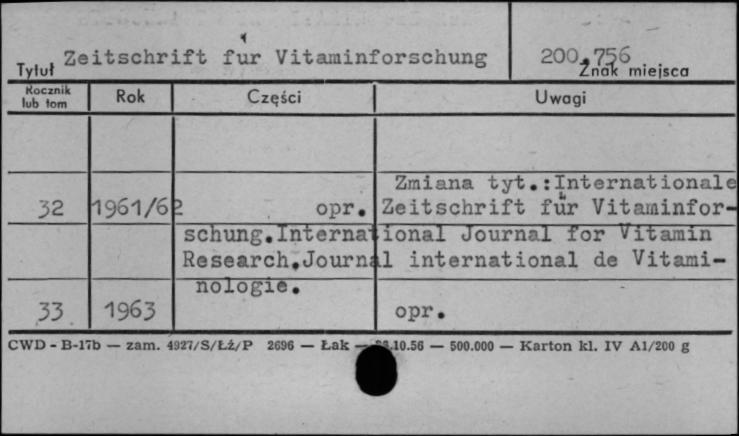 Zeitschrift fur Vitaminforschung 200.756
Tytuł Znak miejsca
Rocznik lub tom Rok Części Uwagi
Zmiana tyt.:Internationale
32 1961/62 opr. Zeitschrift für Vitaminfor-
schung.International Journal for Vitamin
Research.Journal international de Vitami-
nologie.
33 1963 opr.
CWD - B-17b — zam. 4927/S/Łż/P 2696 — Łak — 10.56 — 500.000 — Karton kl. IV A1/200 g